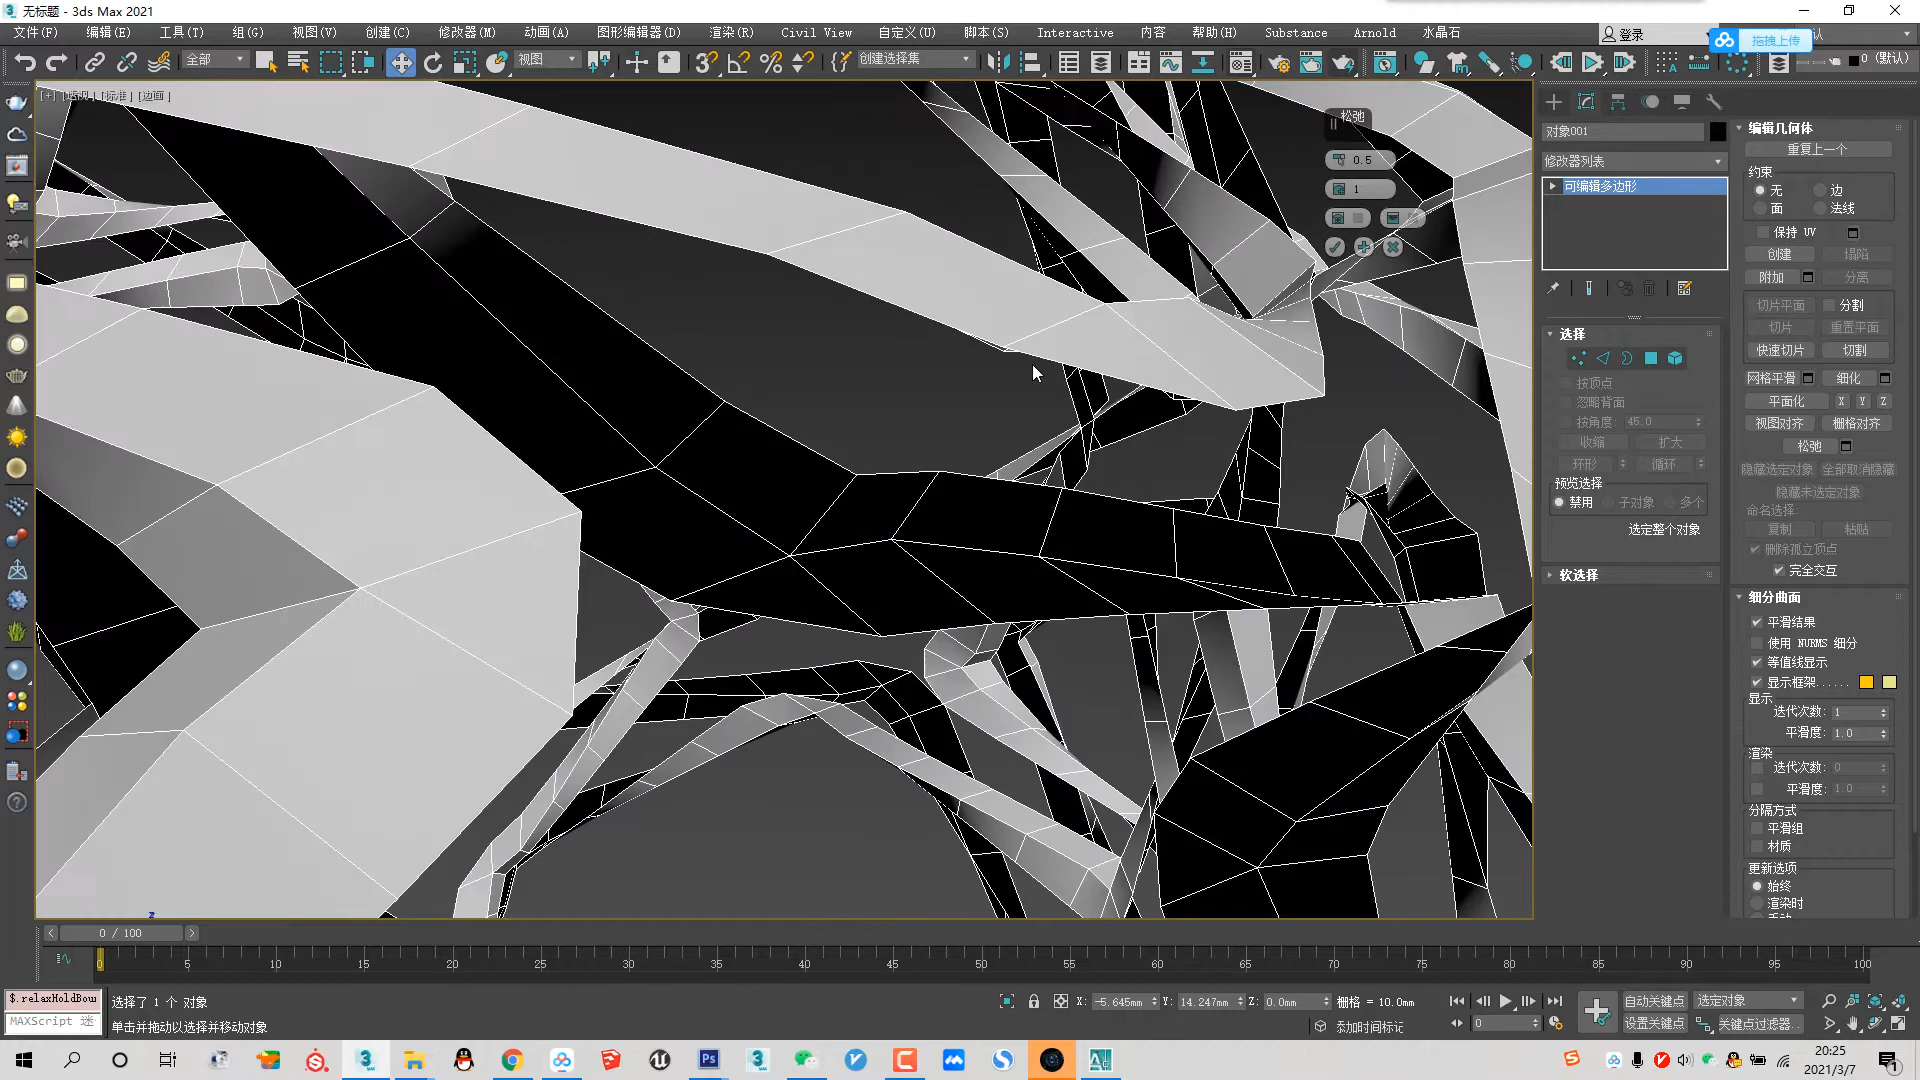 无标题 - 3ds Max 2021
文件(F) 编辑(E) 工具(T) 组(G) 视图(V) 创建(C) 修改器(M) 动画(A) 图形编辑器(D) 渲染(R) Civil View 自定义(U) 脚本(S) Interactive 内容 帮助(H) Substance Arnold 水晶石
登录
拖拽上传
全部
视图
创建选择集
0 (默认)
[+] [透视] [标准] [边面]
松弛
0.5
1
对象001
修改器列表
可编辑多边形
选择
按顶点
忽略背面
按角度: 45.0
收缩 扩大
环形 循环
预览选择
禁用 子对象 多个
选定整个对象
软选择
编辑几何体
重复上一个
约束
无 边
面 法线
保持 UV
创建 塌陷
附加 分离
切片平面 分割
切片 重置平面
快速切片 切割
网格平滑 细化
平面化 X Y Z
视图对齐 栅格对齐
松弛
隐藏选定对象 全部取消隐藏
隐藏未选定对象
命名选择:
复制 粘贴
删除孤立顶点
完全交互
细分曲面
平滑结果
使用 NURMS 细分
等值线显示
显示框架......
显示
迭代次数: 1
平滑度: 1.0
渲染
迭代次数: 0
平滑度: 1.0
分隔方式
平滑组
材质
更新选项
始终
渲染时
z
0 / 100
0 5 10 15 20 25 30 35 40 45 50 55 60 65 70 75 80 85 90 95 100
$.relaxHoldBou
MAXScript 迷
选择了 1 个 对象
单击并拖动以选择并移动对象
X: -5.645mm Y: 14.247mm Z: 0.0mm 栅格 = 10.0mm
添加时间标记
0
自动关键点 选定对象
设置关键点 关键点过滤器...
20:25
2021/3/7